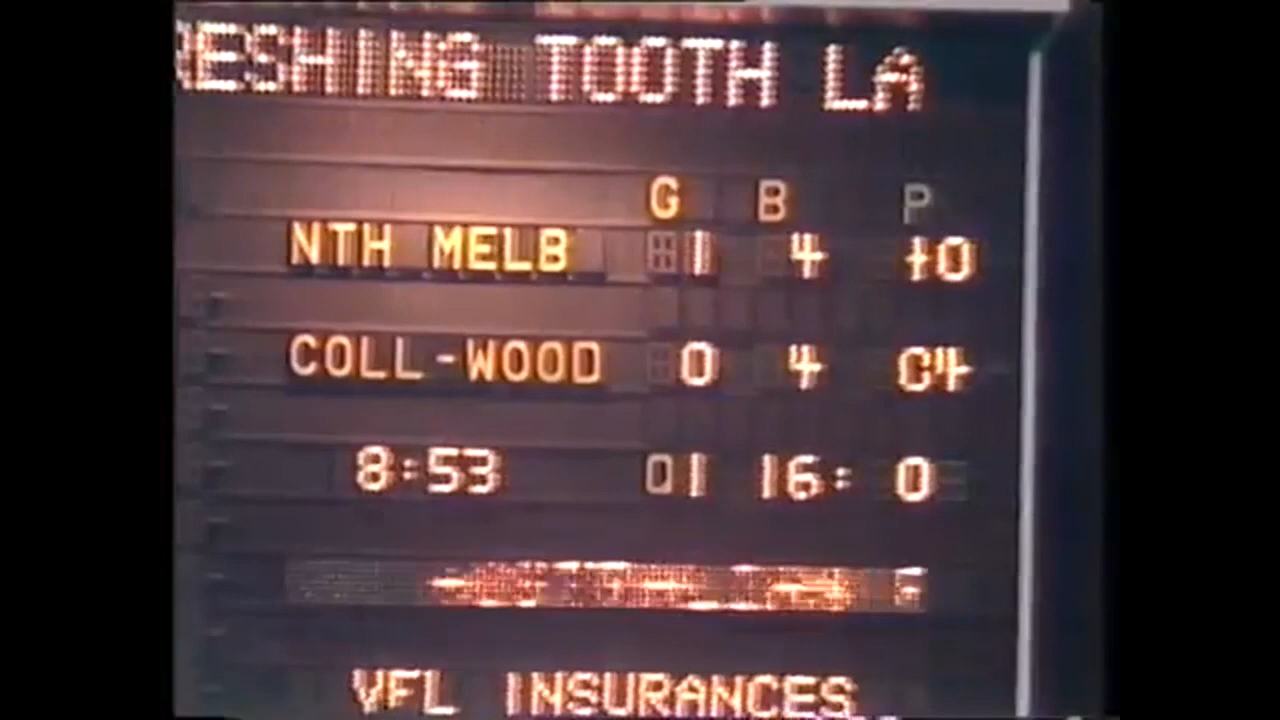 RESHING TOOTH LA
G B P
NTH MELB 1 4 10
COLL-WOOD 0 4 04
8:53 01 16: 0
VFL INSURANCES